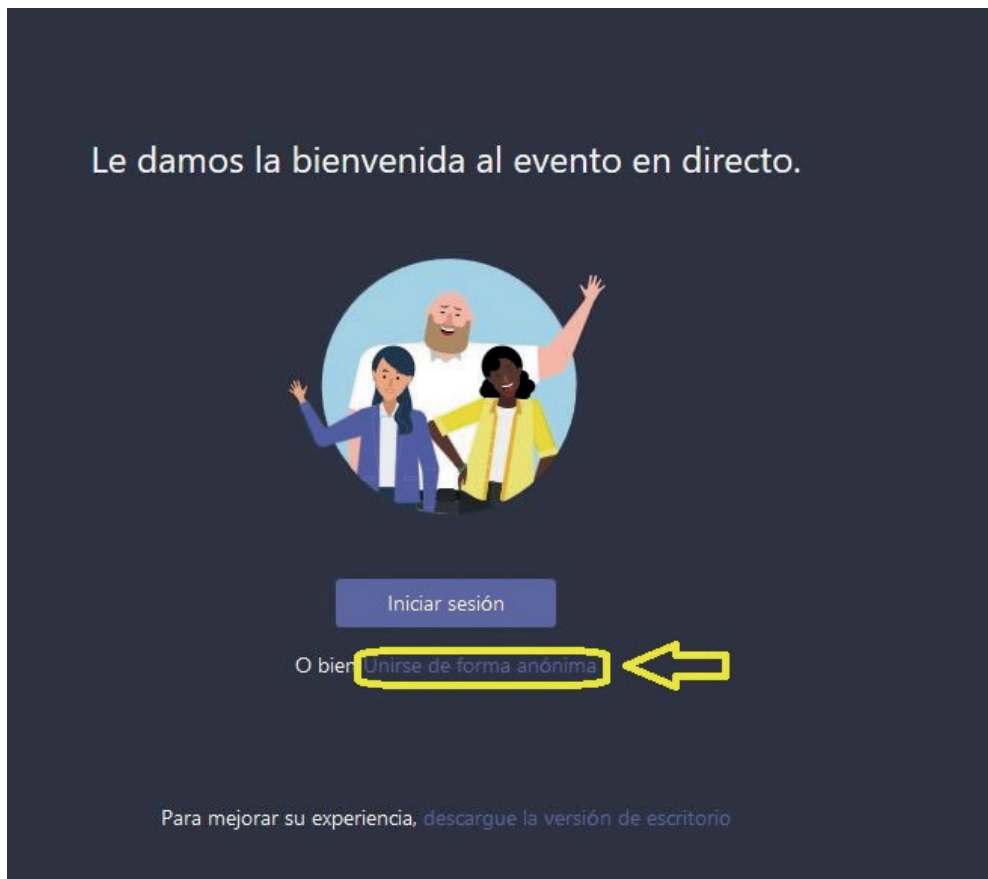 Le damos la bienvenida al evento en directo.
Iniciar sesión
O bien Unirse de forma anónima
Para mejorar su experiencia, descargue la versión de escritorio